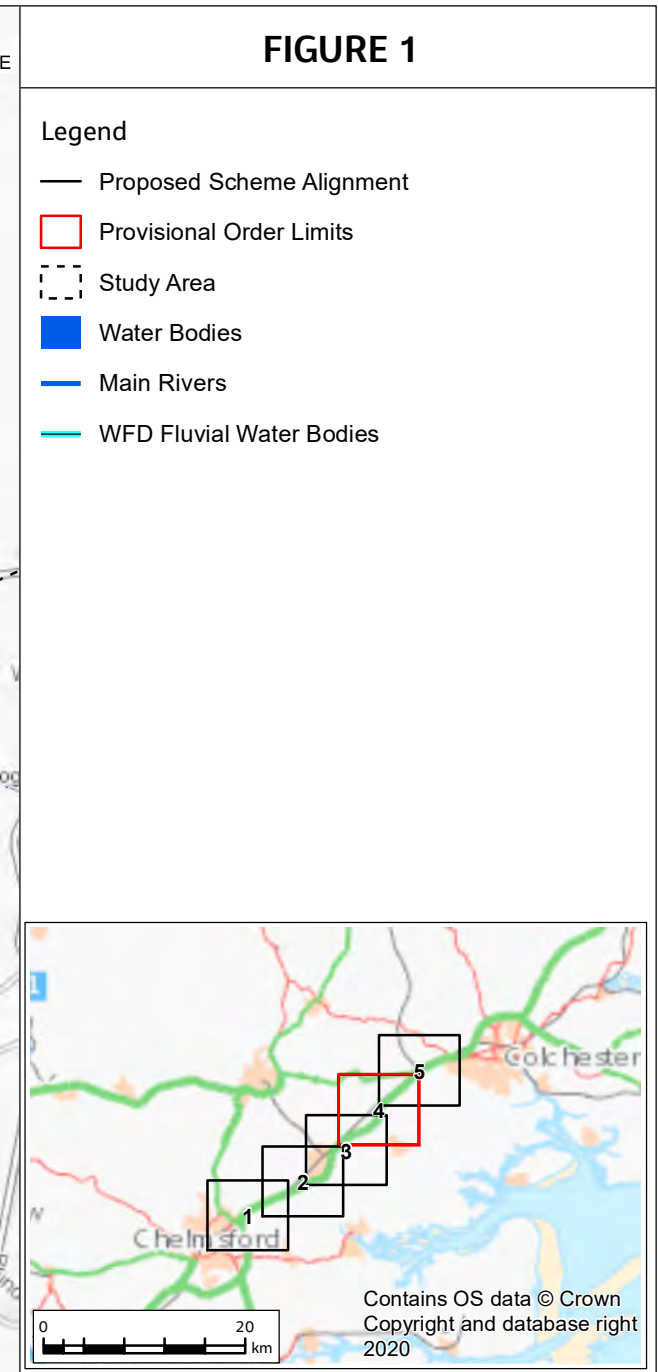 E
FIGURE 1
Legend
Proposed Scheme Alignment
Provisional Order Limits
Study Area
Water Bodies
Main Rivers
WFD Fluvial Water Bodies
1
Colchester
5
4
3
2
1
Chelmsford
Contains OS data © Crown
Copyright and database right
2020
0 20
km